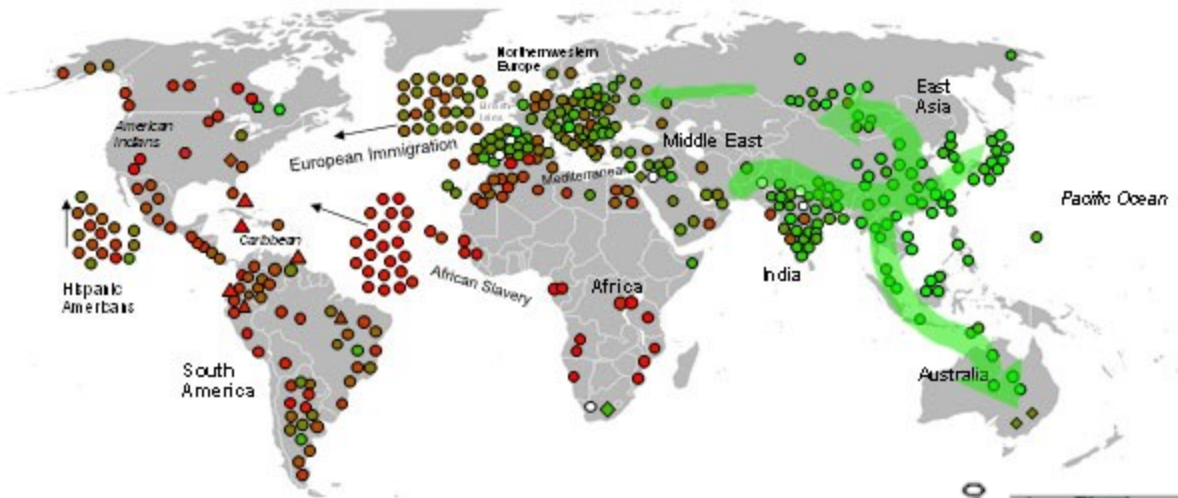 Northernwestern
Europe
East
Asia
American
Indians
European Immigration
Middle East
Mediterranean
Pacific Ocean
Caribbean
African Slavery
India
Hispanic
Amerbans
Africa
South
America
Australia